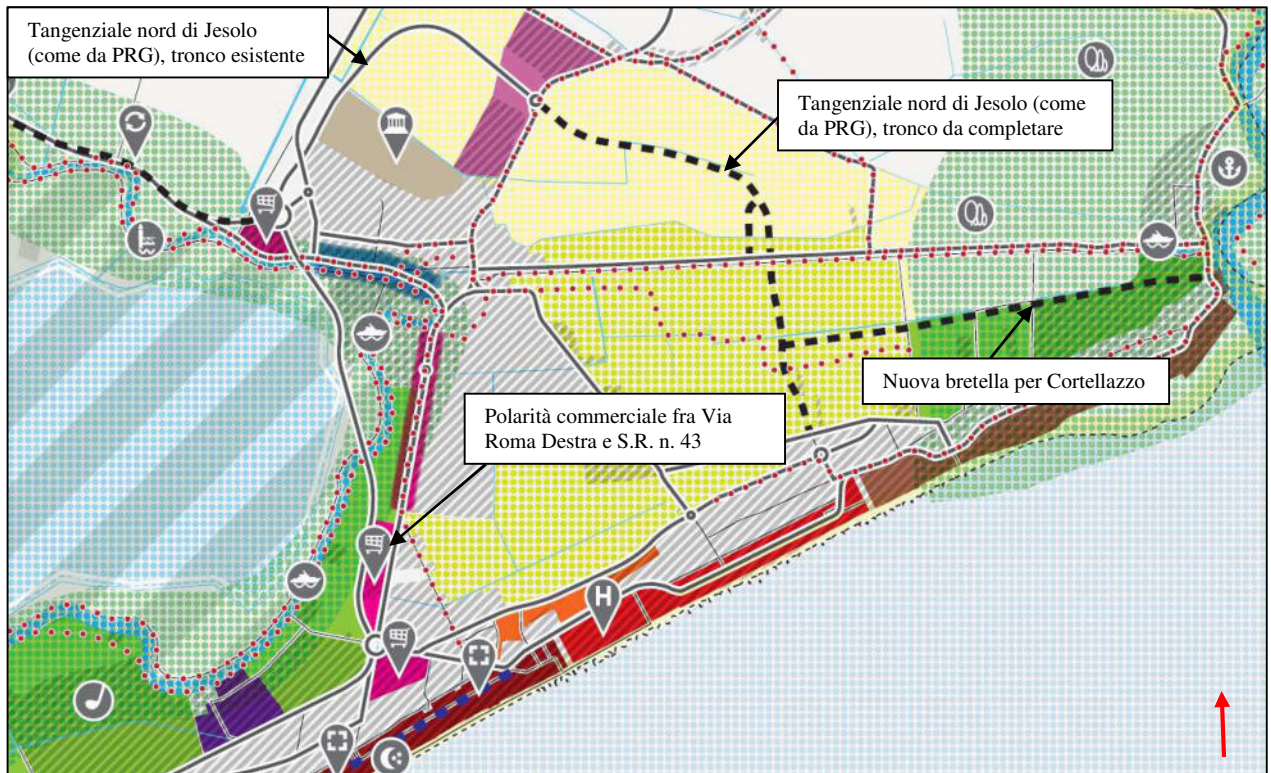 Tangenziale nord di Jesolo
(come da PRG), tronco esistente
Tangenziale nord di Jesolo (come
da PRG), tronco da completare
Nuova bretella per Cortellazzo
Polarità commerciale fra Via
Roma Destra e S.R. n. 43
H